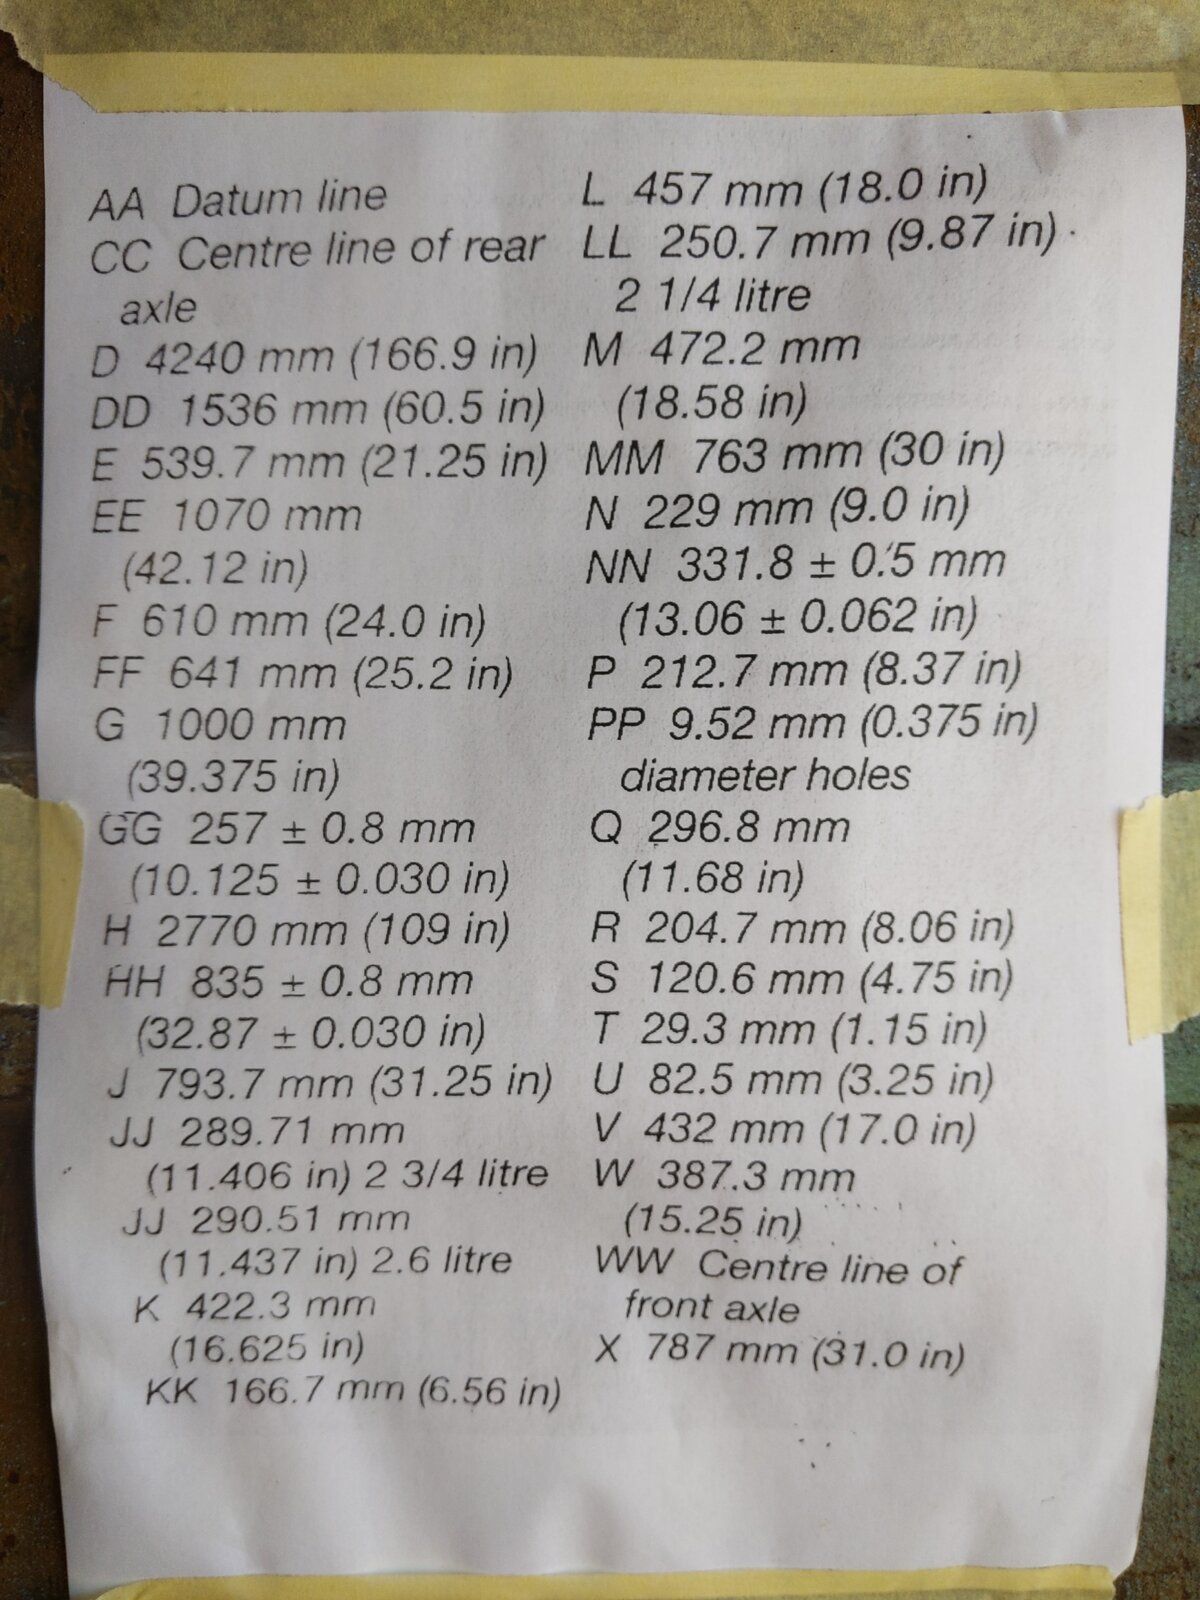 AA Datum line
CC Centre line of rear
axle
D 4240 mm (166.9 in)
DD 1536 mm (60.5 in)
E 539.7 mm (21.25 in)
EE 1070 mm
(42.12 in)
F 610 mm (24.0 in)
FF 641 mm (25.2 in)
G 1000 mm
(39.375 in)
GG 257 ± 0.8 mm
(10.125 ± 0.030 in)
H 2770 mm (109 in)
HH 835 ± 0.8 mm
(32.87 ± 0.030 in)
J 793.7 mm (31.25 in)
JJ 289.71 mm
(11.406 in) 2 3/4 litre
JJ 290.51 mm
(11.437 in) 2.6 litre
K 422.3 mm
(16.625 in)
KK 166.7 mm (6.56 in)
L 457 mm (18.0 in)
LL 250.7 mm (9.87 in)
2 1/4 litre
M 472.2 mm
(18.58 in)
MM 763 mm (30 in)
N 229 mm (9.0 in)
NN 331.8 ± 0.5 mm
(13.06 ± 0.062 in)
P 212.7 mm (8.37 in)
PP 9.52 mm (0.375 in)
diameter holes
Q 296.8 mm
(11.68 in)
R 204.7 mm (8.06 in)
S 120.6 mm (4.75 in)
T 29.3 mm (1.15 in)
U 82.5 mm (3.25 in)
V 432 mm (17.0 in)
W 387.3 mm
(15.25 in)
WW Centre line of
front axle
X 787 mm (31.0 in)